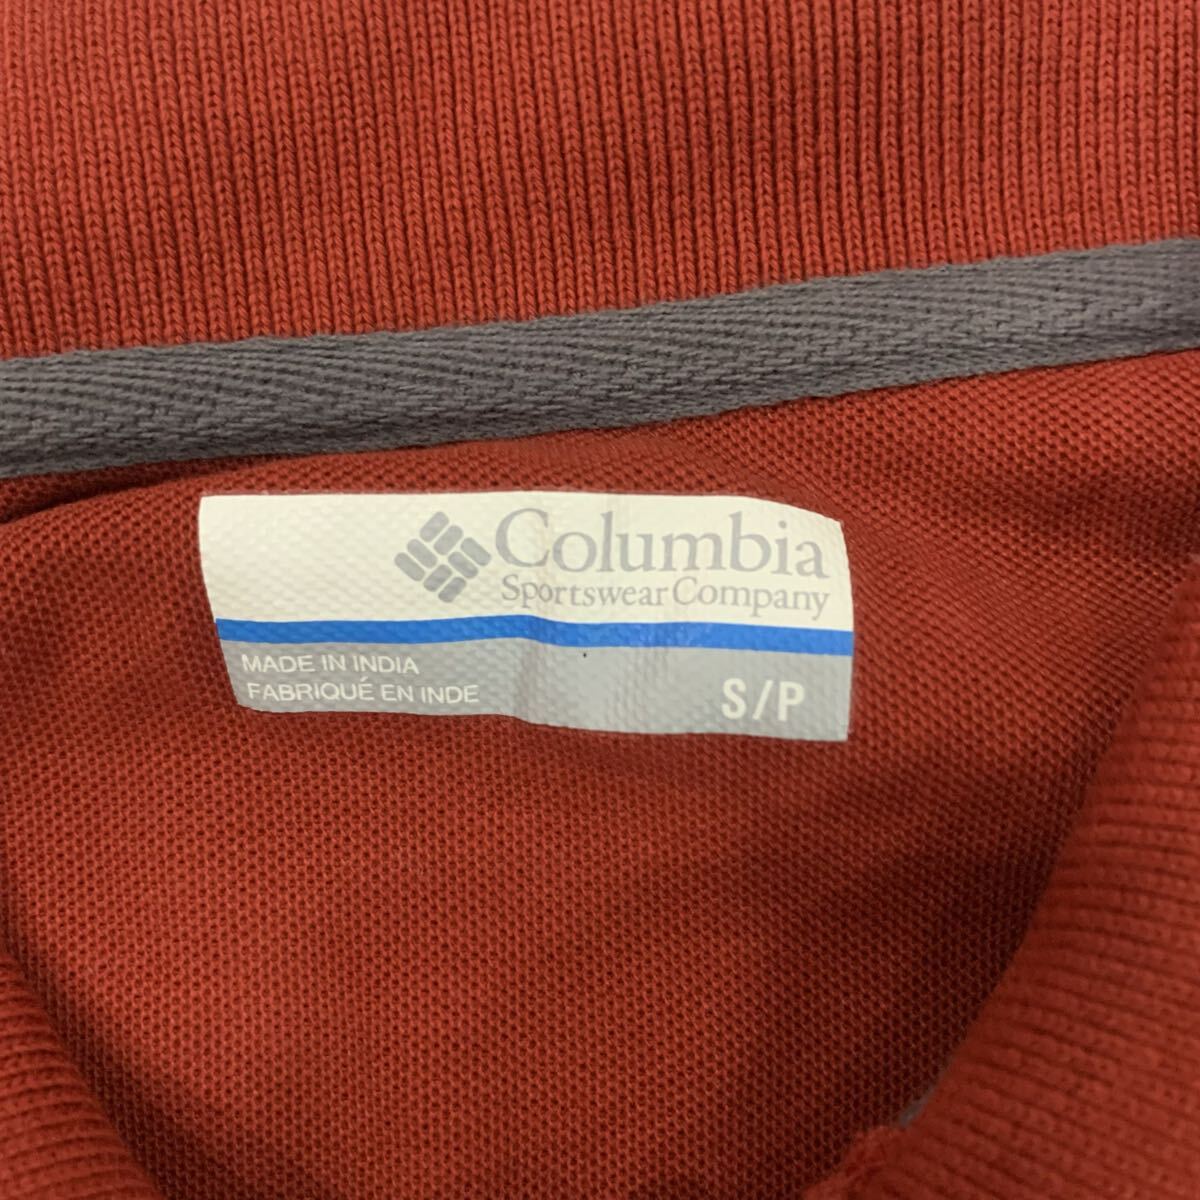 Columbia
Sportswear Company
MADE IN INDIA
FABRIQUÉ EN INDE
S/P